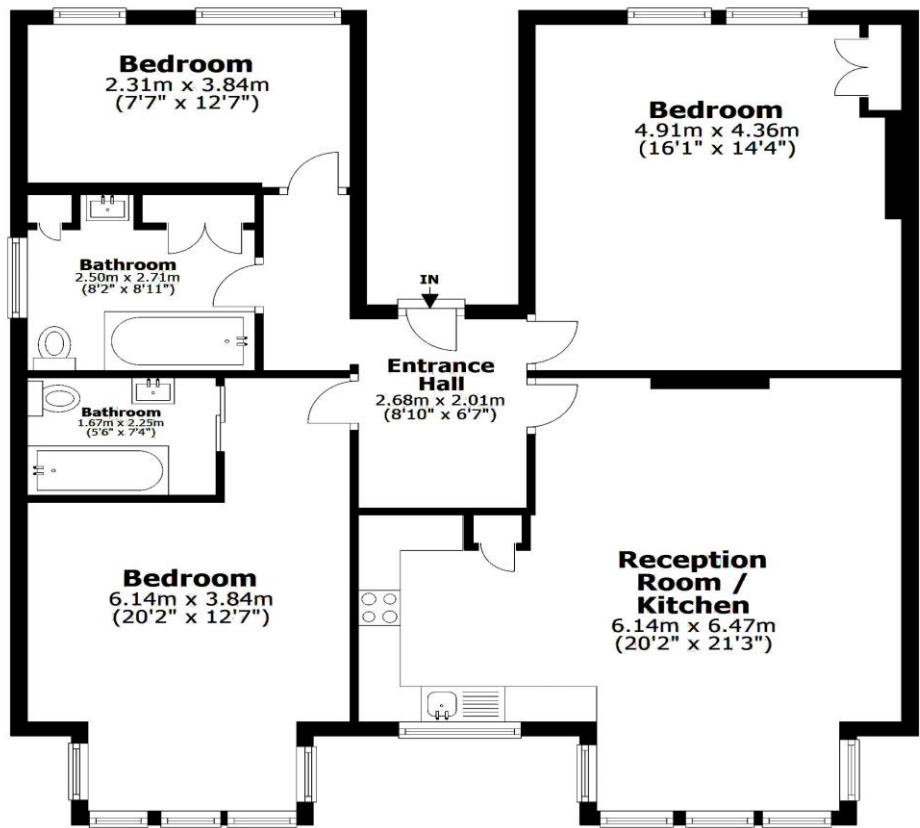 Bedroom
2.31m x 3.84m
(7'7" x 12'7")
Bedroom
4.91m x 4.36m
(16'1" x 14'4")
Bathroom
2.50m x 2.71m
(8'2" x 8'11")
IN
Entrance
Hall
2.68m x 2.01m
(8'10" x 6'7")
Bathroom
1.67m x 2.25m
(5'6" x 7'4")
Bedroom
6.14m x 3.84m
(20'2" x 12'7")
Reception
Room /
Kitchen
6.14m x 6.47m
(20'2" x 21'3")